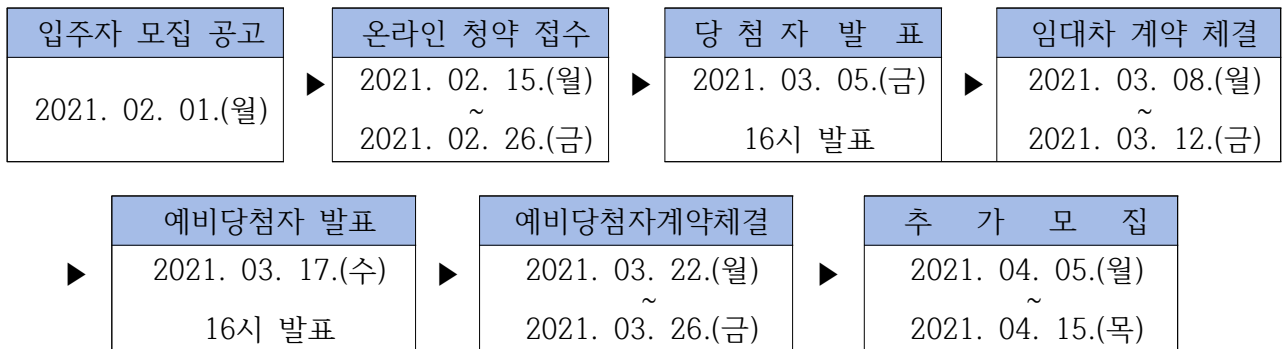 입주자 모집 공고
2021. 02. 01.(월)
▶
온라인 청약 접수
2021. 02. 15.(월)
~
2021. 02. 26.(금)
▶
당 첨 자 발 표
2021. 03. 05.(금)
16시 발표
▶
임대차 계약 체결
2021. 03. 08.(월)
~
2021. 03. 12.(금)
▶
예비당첨자 발표
2021. 03. 17.(수)
16시 발표
▶
예비당첨자계약체결
2021. 03. 22.(월)
~
2021. 03. 26.(금)
▶
추 가 모 집
2021. 04. 05.(월)
~
2021. 04. 15.(목)